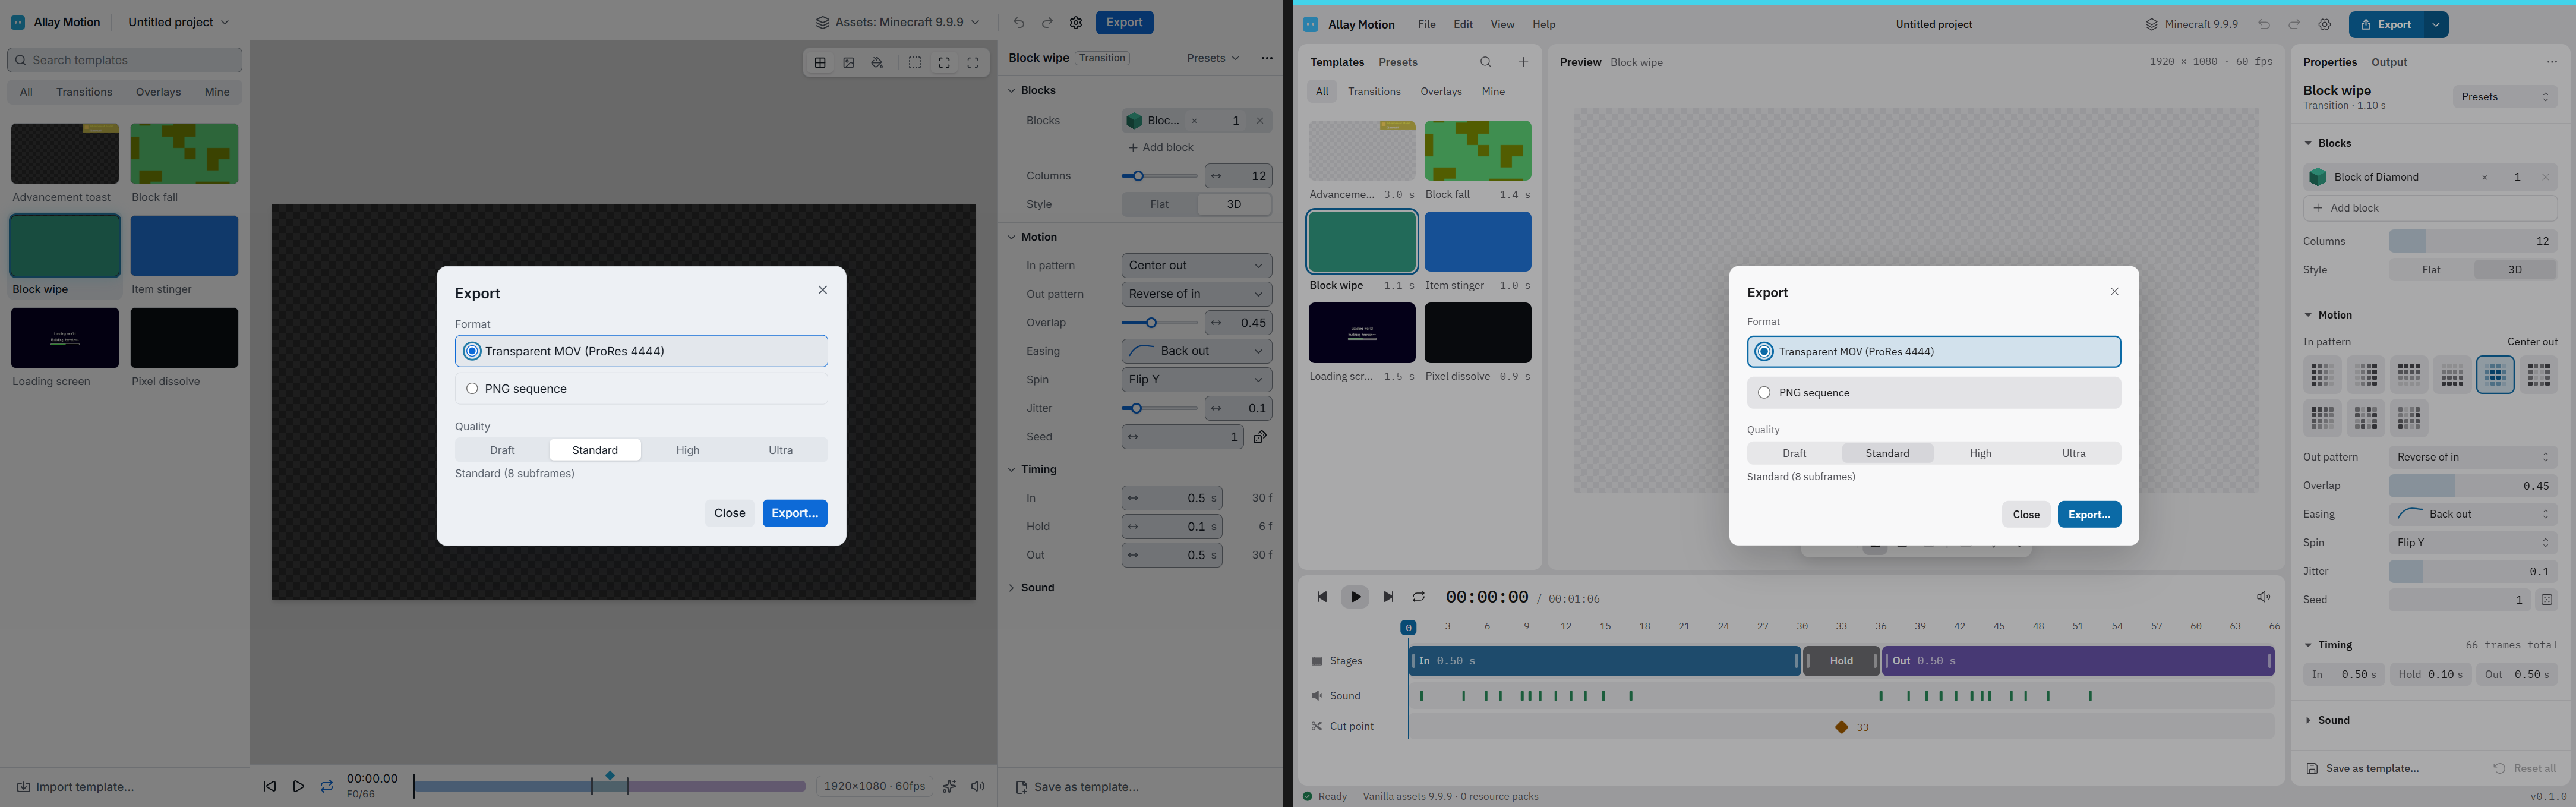 Allay Motion
Untitled project
Assets: Minecraft 9.9.9
Export
Search templates
All Transitions Overlays Mine
Advancement toast Block fall
Block wipe Item stinger
Loading screen Pixel dissolve
Import template...
Block wipe Transition Presets
Blocks
Blocks Bloc... × 1
Add block
Columns 12
Style Flat 3D
Motion
In pattern Center out
Out pattern Reverse of in
Overlap 0.45
Easing Back out
Spin Flip Y
Jitter 0.1
Seed 1
Timing
In 0.5 s 30 f
Hold 0.1 s 6 f
Out 0.5 s 30 f
Sound
Save as template...
Export
Format
Transparent MOV (ProRes 4444)
PNG sequence
Quality
Draft Standard High Ultra
Standard (8 subframes)
Close Export...
00:00.00
F0/66
1920×1080 · 60fps
Allay Motion File Edit View Help
Untitled project
Minecraft 9.9.9
Export
Templates Presets
All Transitions Overlays Mine
Advanceme... 3.0 s Block fall 1.4 s
Block wipe 1.1 s Item stinger 1.0 s
Loading scr... 1.5 s Pixel dissolve 0.9 s
Preview Block wipe 1920 × 1080 · 60 fps
Export
Format
Transparent MOV (ProRes 4444)
PNG sequence
Quality
Draft Standard High Ultra
Standard (8 subframes)
Close Export...
00:00:00 / 00:01:06
0 3 6 9 12 15 18 21 24 27 30 33 36 39 42 45 48 51 54 57 60 63 66
Stages In 0.50 s Hold Out 0.50 s
Sound
Cut point 33
Properties Output
Block wipe
Transition · 1.10 s
Presets
Blocks
Block of Diamond × 1
Add block
Columns 12
Style Flat 3D
Motion
In pattern Center out
Out pattern Reverse of in
Overlap 0.45
Easing Back out
Spin Flip Y
Jitter 0.1
Seed 1
Timing 66 frames total
In 0.50 s Hold 0.10 s Out 0.50 s
Sound
Save as template... Reset all
Ready Vanilla assets 9.9.9 · 0 resource packs
v0.1.0